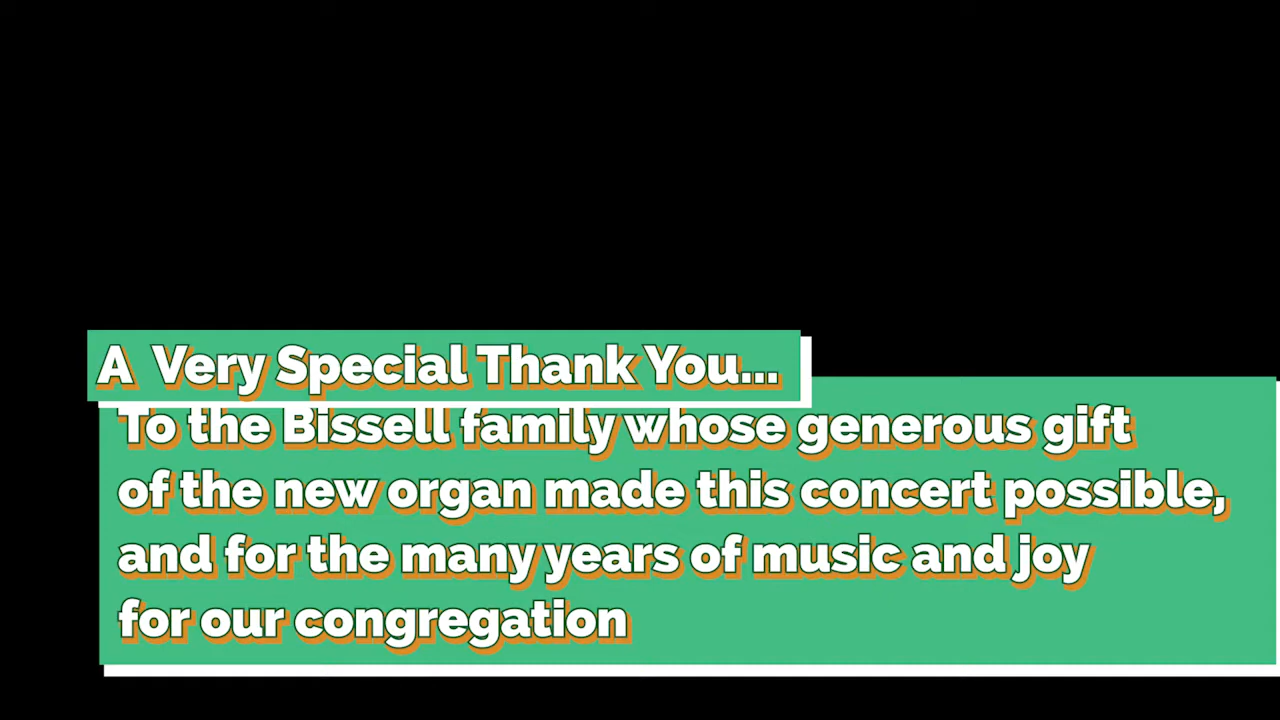 A Very Special Thank You...
To the Bissell family whose generous gift
of the new organ made this concert possible,
and for the many years of music and joy
for our congregation